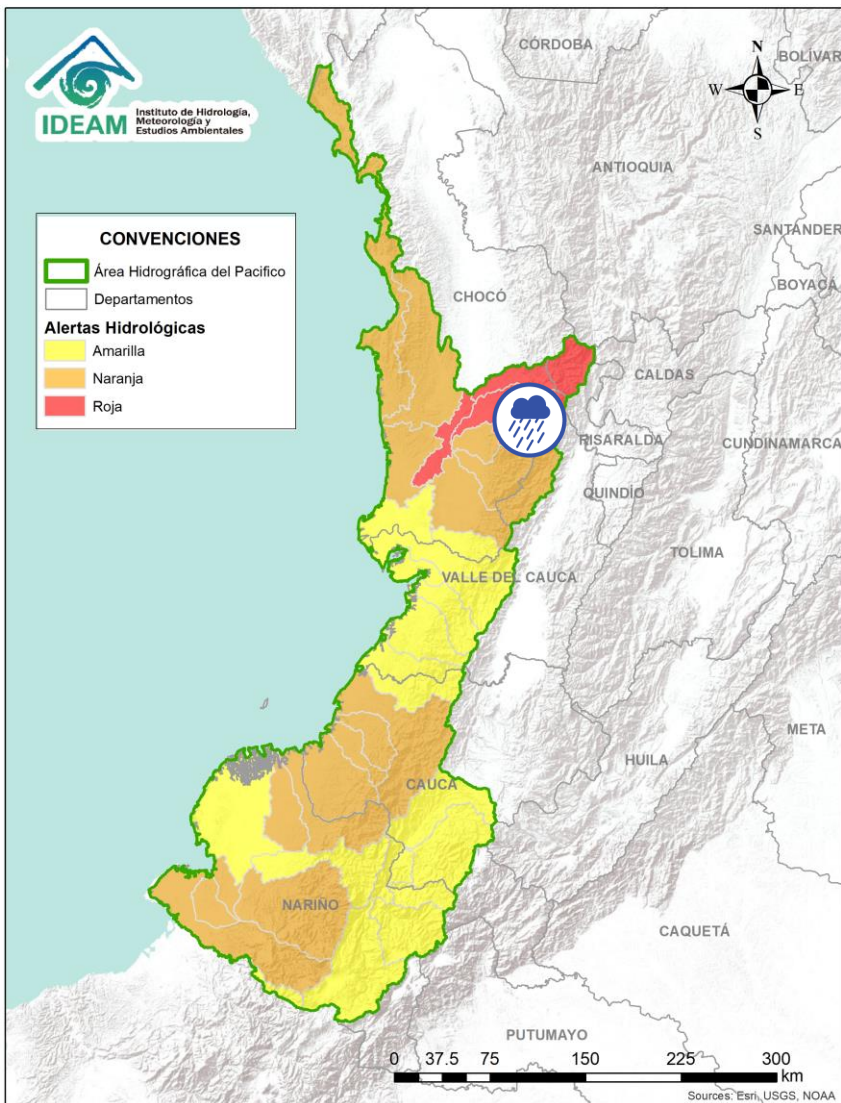 IDEAM
Instituto de Hidrología,
Meteorología y
Estudios Ambientales
CÓRDOBA
BOLÍVAR
N
W
E
S
ANTIOQUIA
SANTANDER
BOYACÁ
CONVENCIONES
Área Hidrográfica del Pacifico
Departamentos
Alertas Hidrológicas
Amarilla
Naranja
Roja
CHOCÓ
CALDAS
RISARALDA
CUNDINAMARCA
QUINDÍO
TOLIMA
VALLE DEL CAUCA
META
HUILA
CAUCA
NARIÑO
CAQUETÁ
PUTUMAYO
0 37.5 75 150 225 300
km
Sources: Esri, USGS, NOAA